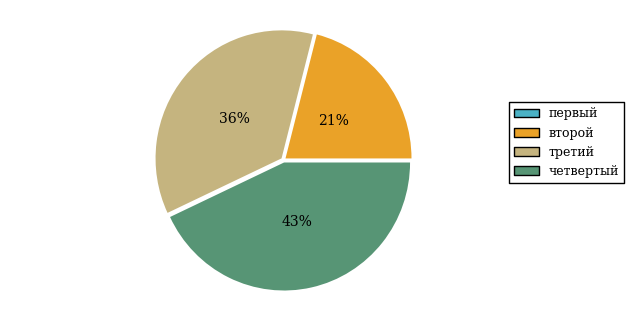 36%
21%
43%
первый
второй
третий
четвертый